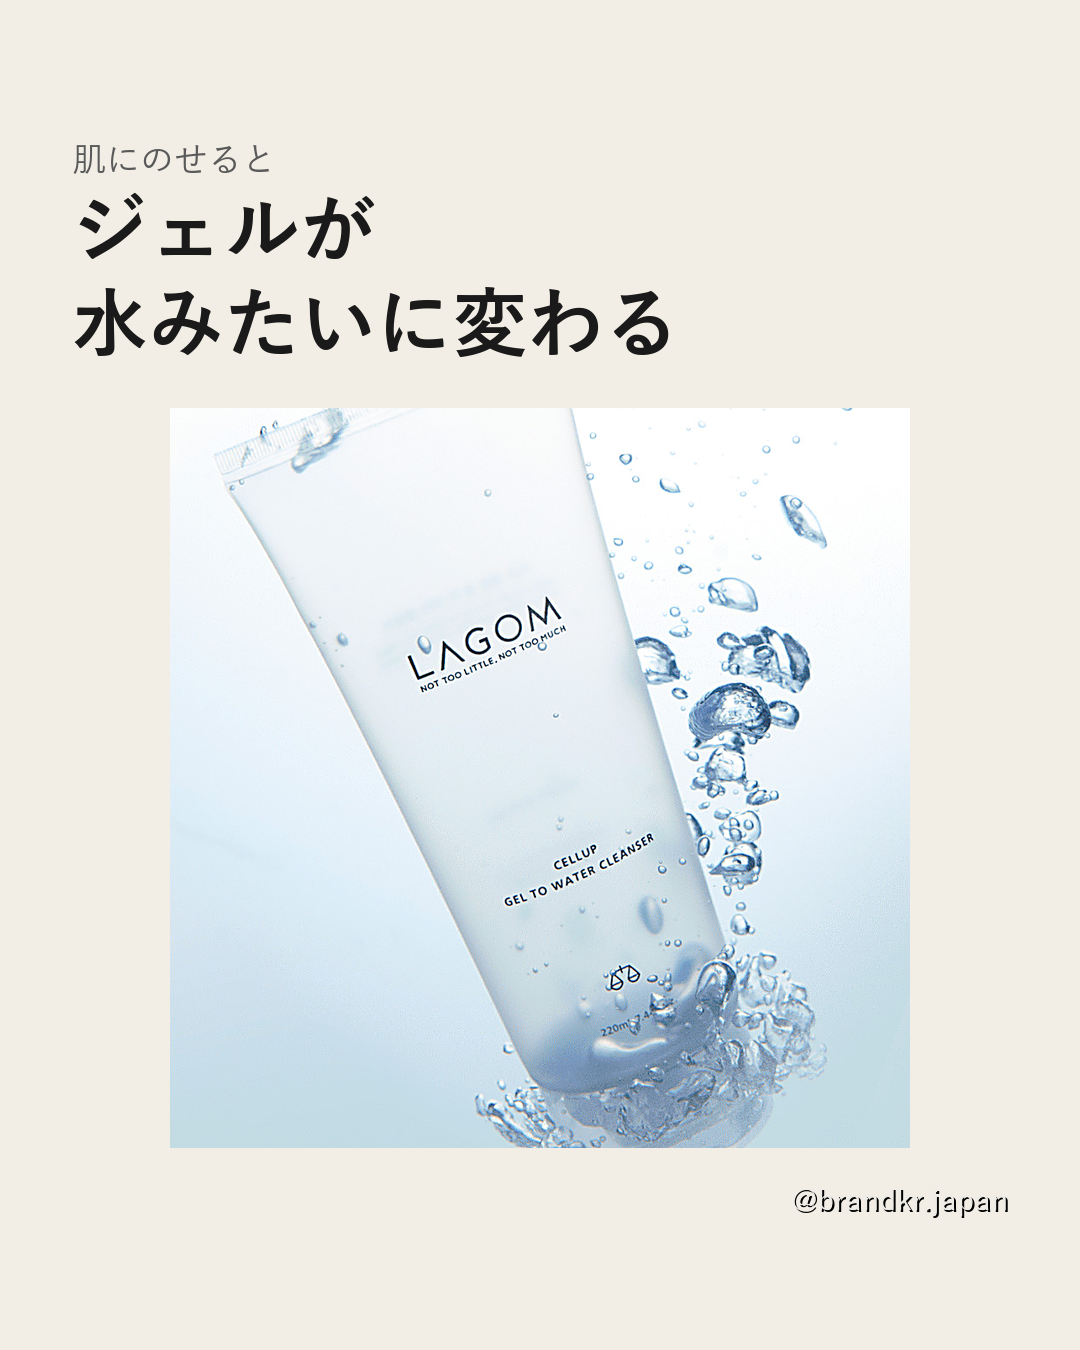 肌にのせると
ジェルが
水みたいに変わる
LAGOM
NOT TOO LITTLE, NOT TOO MUCH
CELLUP
GEL TO WATER CLEANSER
220ml
@brandkr.japan